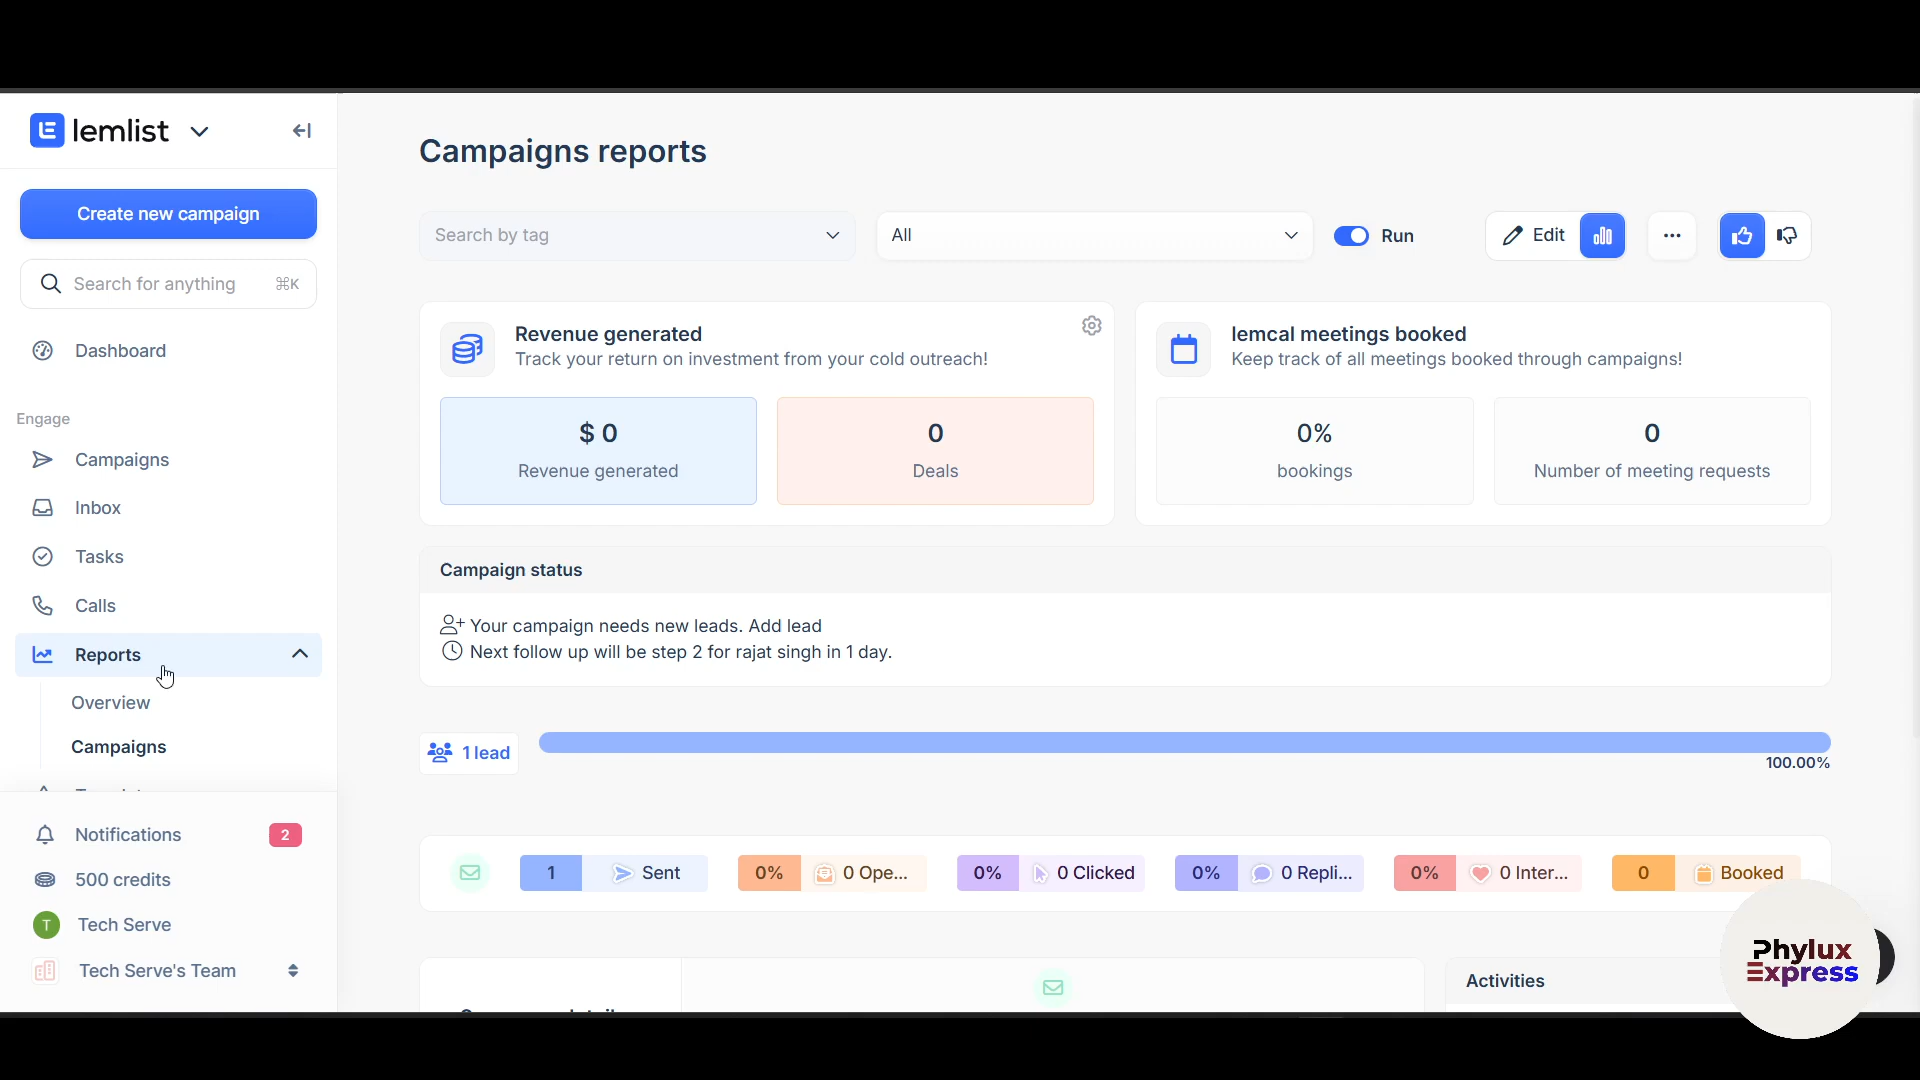 lemlist
Create new campaign
Search for anything ⌘K
Dashboard
Engage
Campaigns
Inbox
Tasks
Calls
Reports
Overview
Campaigns
Notifications 2
500 credits
T Tech Serve
Tech Serve's Team
Campaigns reports
Search by tag
All
Run
Edit
Revenue generated
Track your return on investment from your cold outreach!
$ 0
Revenue generated
0
Deals
lemcal meetings booked
Keep track of all meetings booked through campaigns!
0%
bookings
0
Number of meeting requests
Campaign status
Your campaign needs new leads. Add lead
Next follow up will be step 2 for rajat singh in 1 day.
1 lead
100.00%
1 Sent
0% 0 Ope...
0% 0 Clicked
0% 0 Repli...
0% 0 Inter...
0 Booked
Activities
Phylux
Express